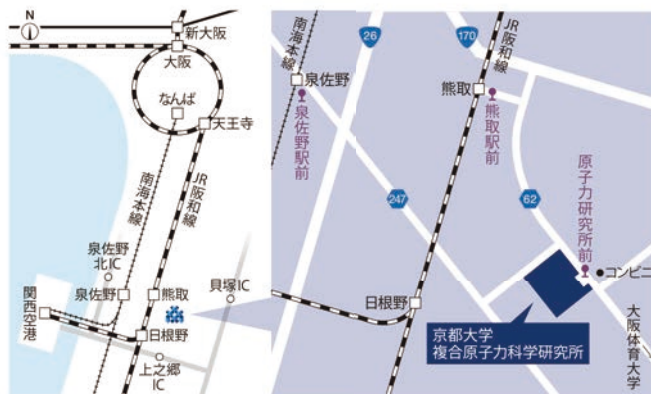 N
新大阪
大阪
なんば
天王寺
南海本線
JR阪和線
泉佐野
北IC
貝塚IC
関西空港
泉佐野
熊取
日根野
上之郷
IC
26
170
JR阪和線
南海本線
泉佐野
泉佐野駅前
熊取
熊取駅前
原子力研究所前
247
62
コンビニ
日根野
京都大学
複合原子力科学研究所
大阪体育大学